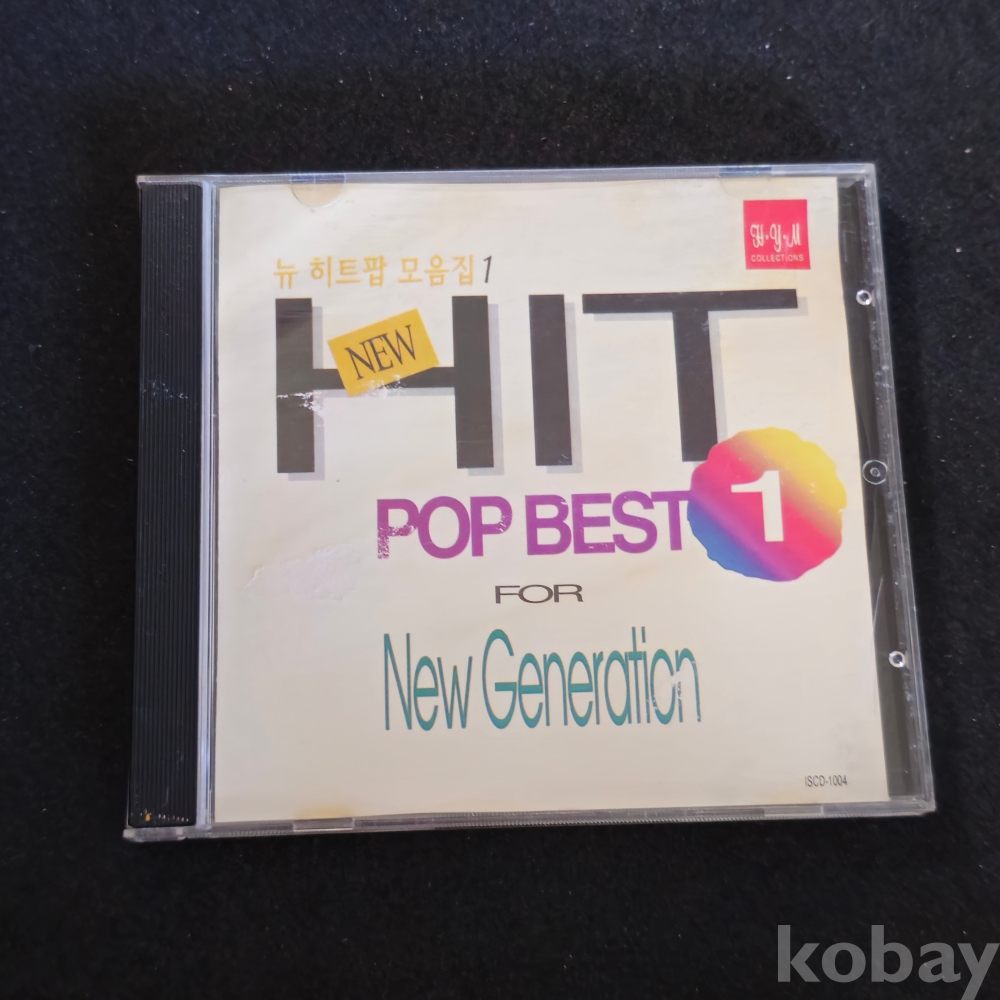 H·Y·M
COLLECTIONS
뉴 히트팝 모음집 1
NEW
HIT
POP BEST 1
FOR
New Generation
ISCD-1004
kobay